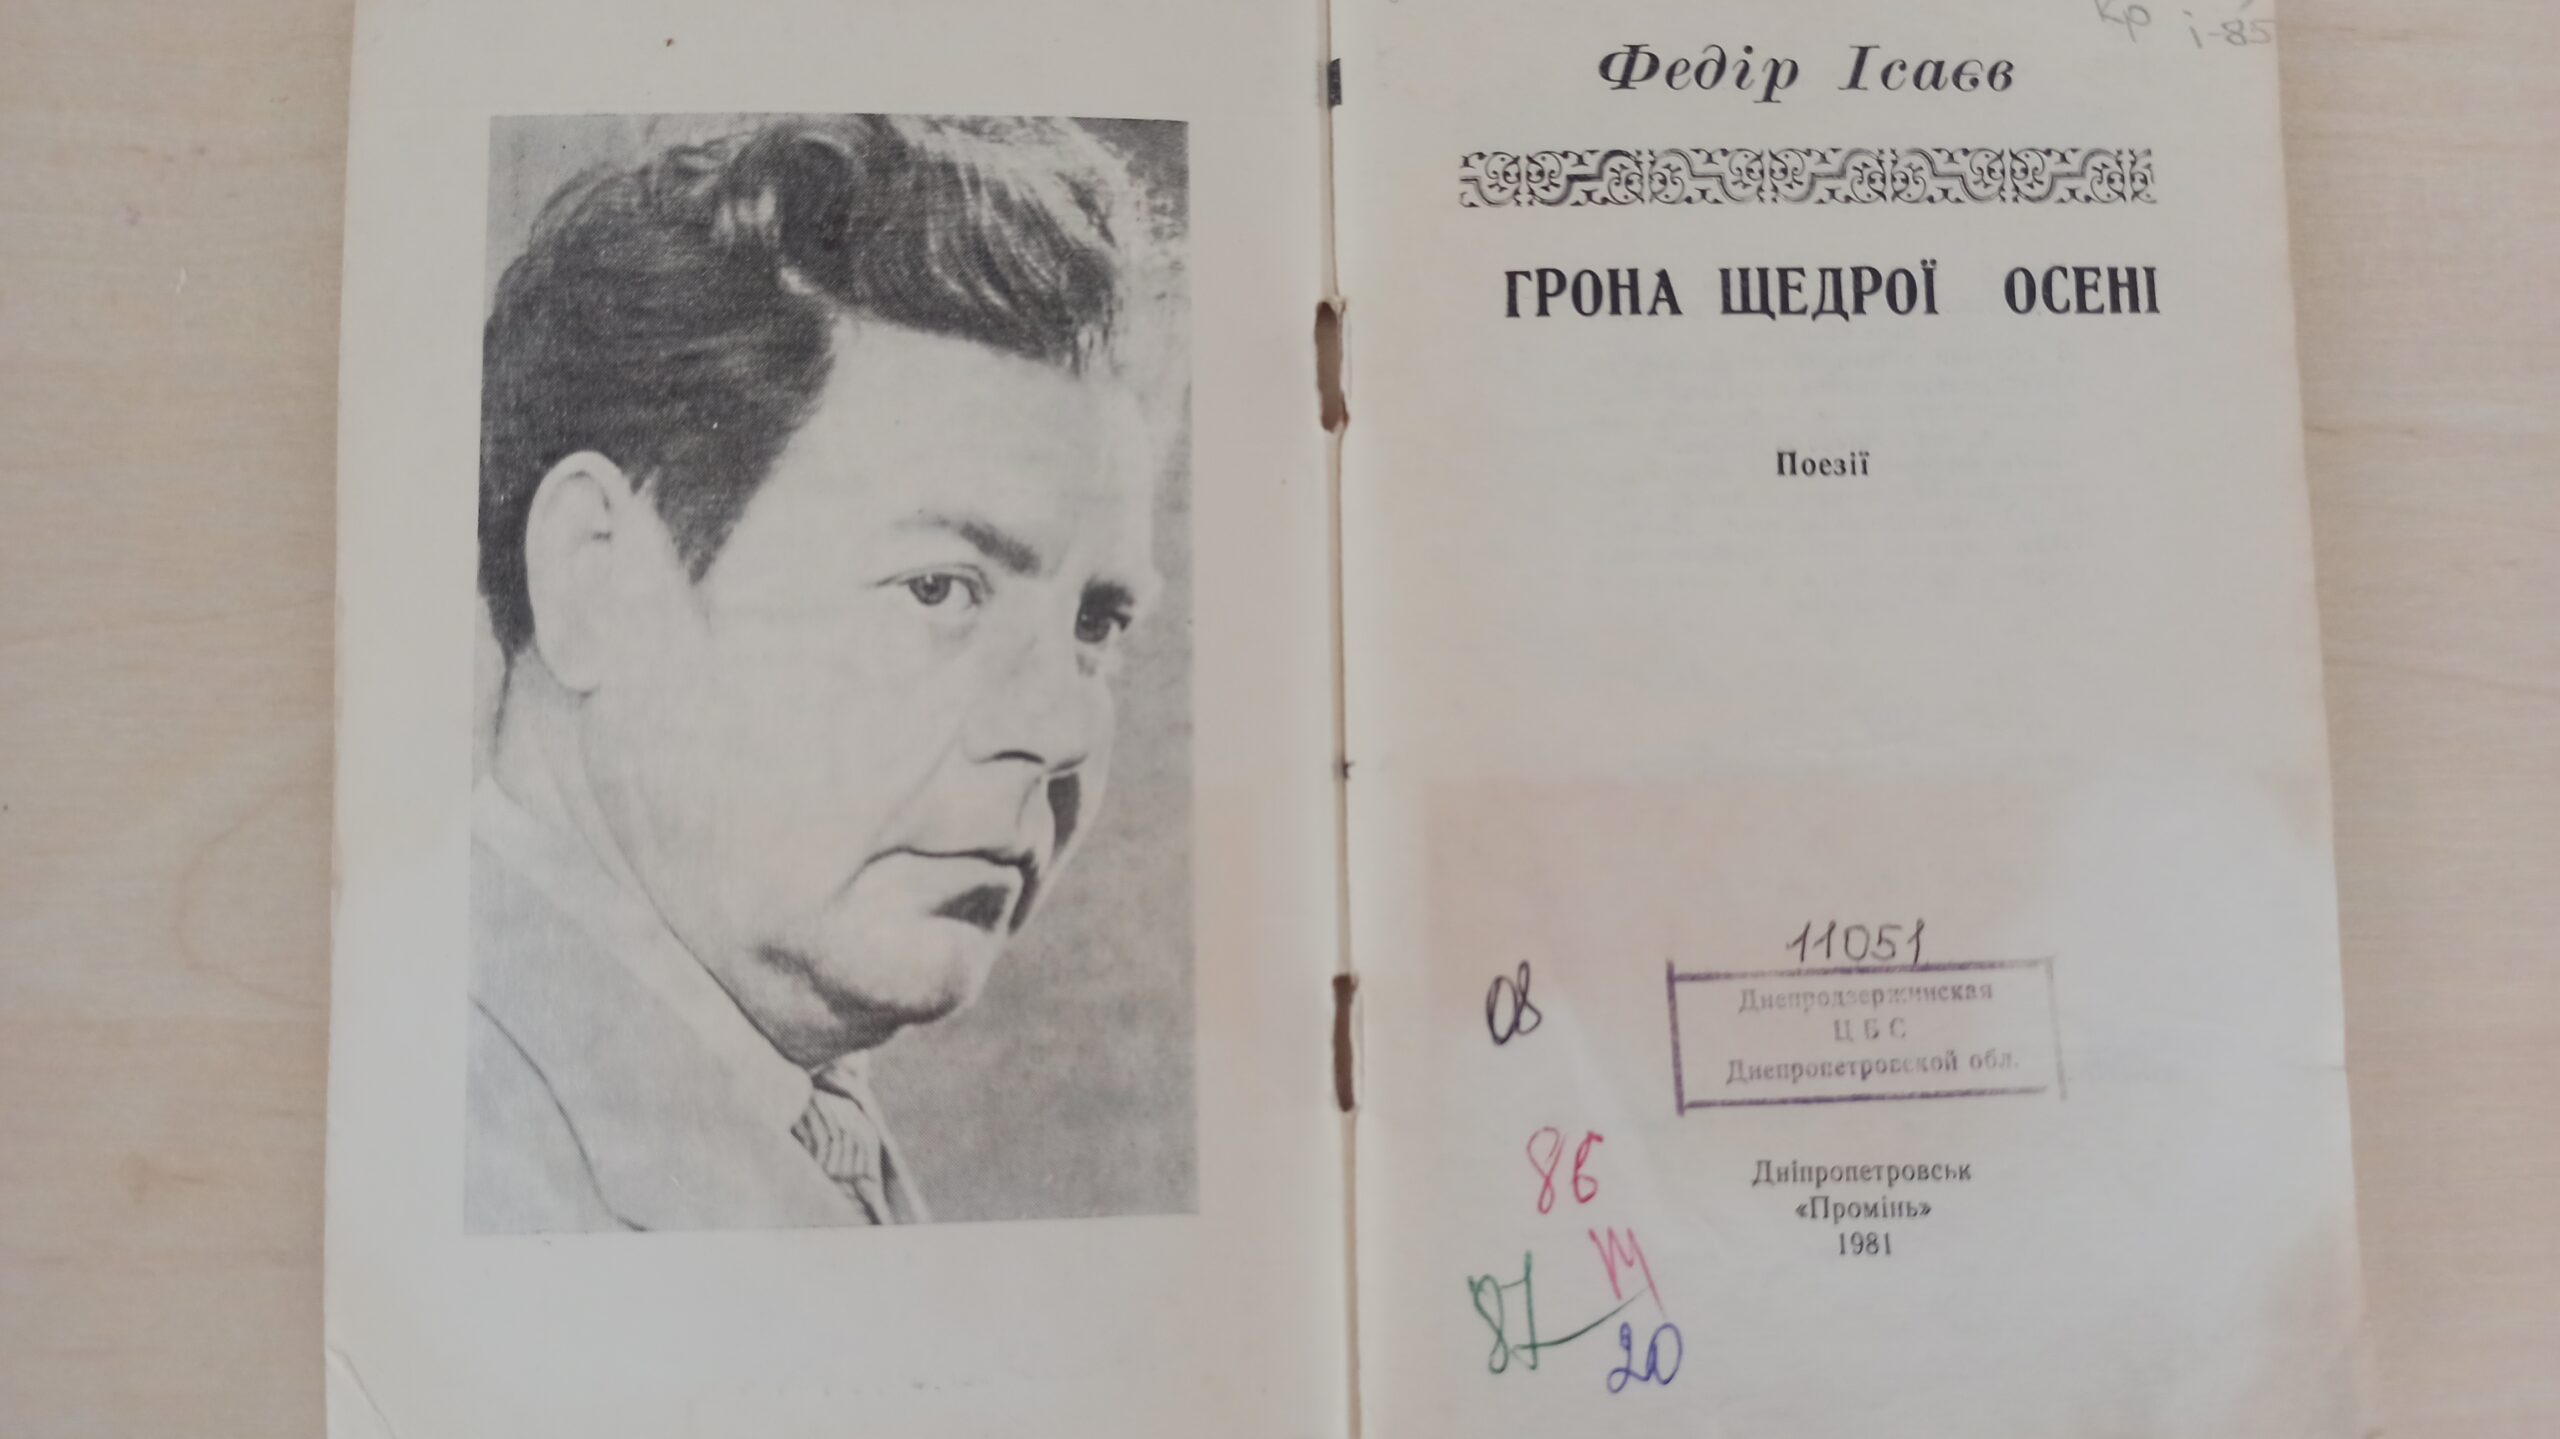 Кр
і-85
Федір Ісаєв
ГРОНА ЩЕДРОЇ ОСЕНІ
Поезії
11051
Днепродзержинская
ЦБС
Днепропетровской обл.
08
86
Дніпропетровськ
«Промінь»
1981
87
20